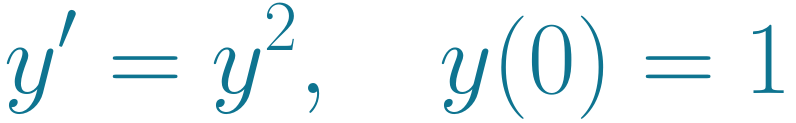 y′ = y², y(0) = 1